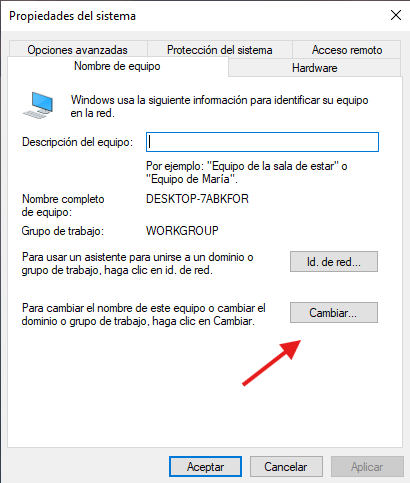 Propiedades del sistema
Opciones avanzadas Protección del sistema Acceso remoto
Nombre de equipo Hardware
Windows usa la siguiente información para identificar su equipo
en la red.
Descripción del equipo:
Por ejemplo: "Equipo de la sala de estar" o
"Equipo de María".
Nombre completo
de equipo:
DESKTOP-7ABKFOR
Grupo de trabajo: WORKGROUP
Para usar un asistente para unirse a un dominio o
grupo de trabajo, haga clic en id. de red.
Id. de red...
Para cambiar el nombre de este equipo o cambiar el
dominio o grupo de trabajo, haga clic en Cambiar.
Cambiar...
Aceptar Cancelar Aplicar